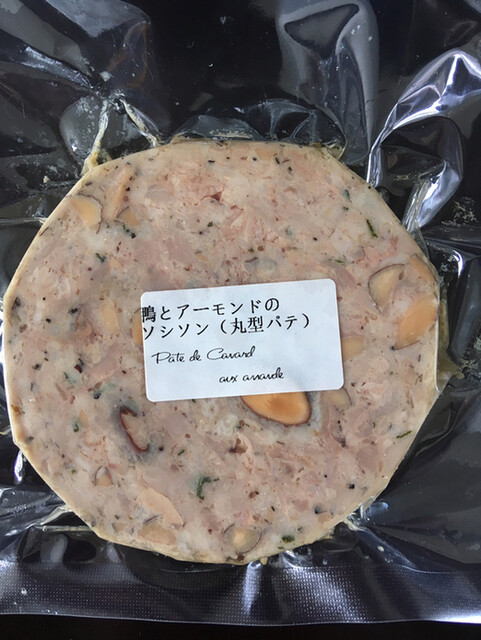 鴨とアーモンドの
ソシソン（丸型パテ）
Pâte de Canard
aux amande